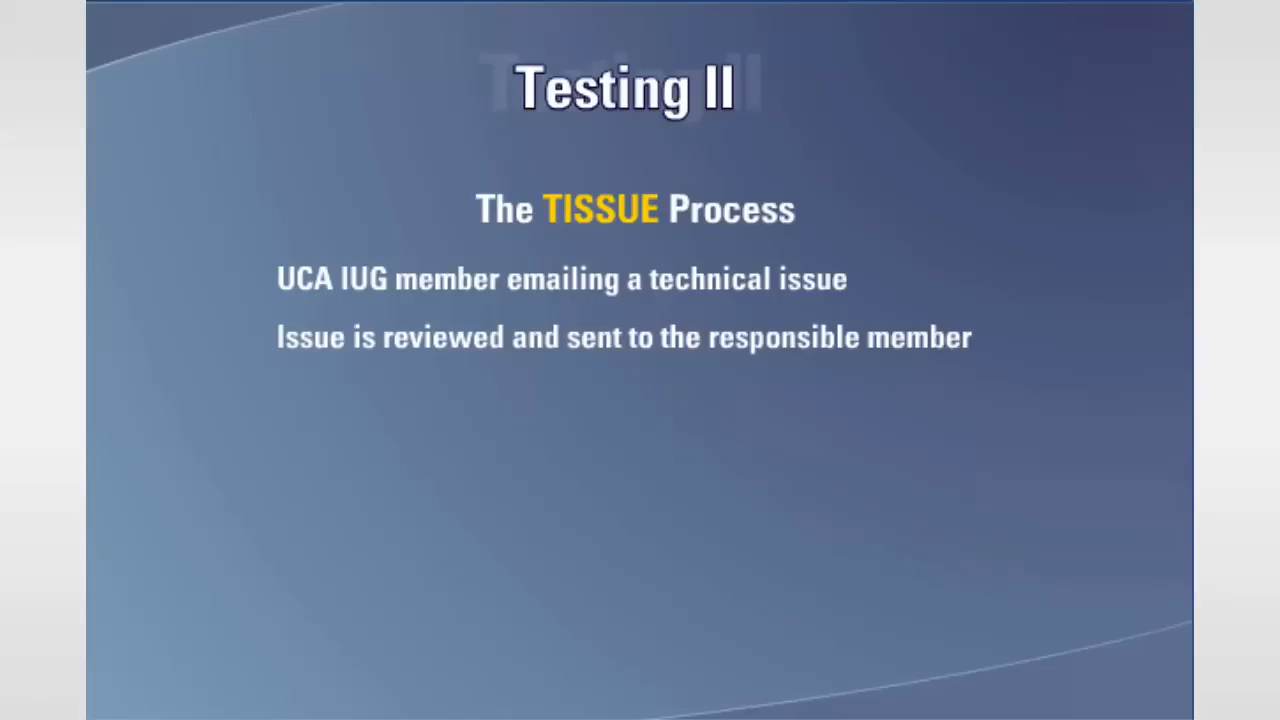 Testing II
The TISSUE Process
UCA IUG member emailing a technical issue
Issue is reviewed and sent to the responsible member